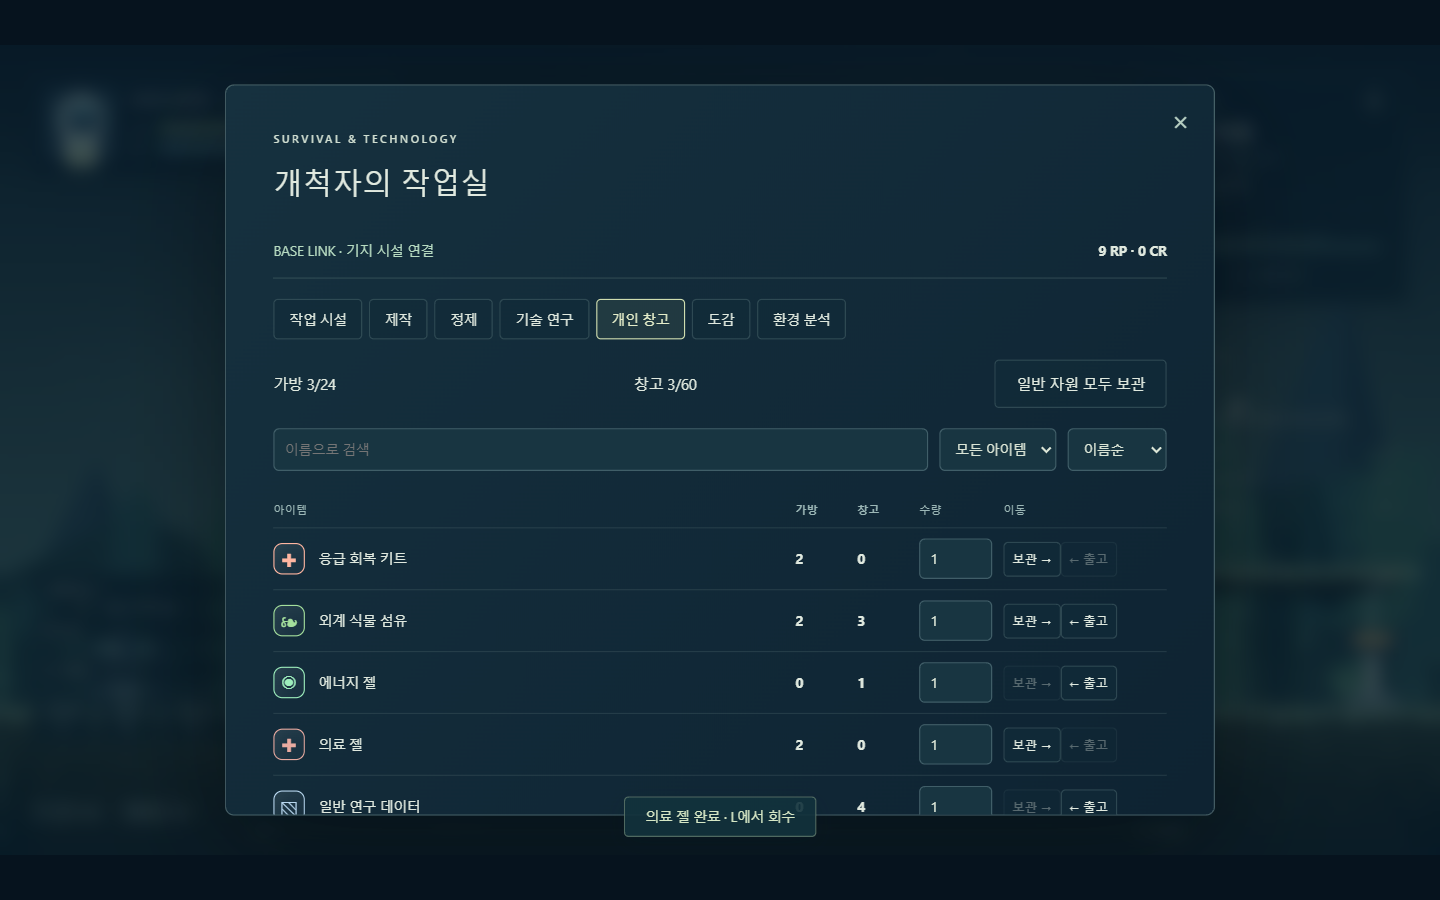 SURVIVAL & TECHNOLOGY
개척자의 작업실
×
BASE LINK · 기지 시설 연결
9 RP · 0 CR
작업 시설 제작 정제 기술 연구 개인 창고 도감 환경 분석
가방 3/24 창고 3/60 일반 자원 모두 보관
이름으로 검색 모든 아이템 이름순
아이템 가방 창고 수량 이동
응급 회복 키트 2 0 1 보관 → ← 출고
외계 식물 섬유 2 3 1 보관 → ← 출고
에너지 젤 0 1 1 보관 → ← 출고
의료 젤 2 0 1 보관 → ← 출고
일반 연구 데이터 0 4 1 보관 → ← 출고
의료 젤 완료 · L에서 회수